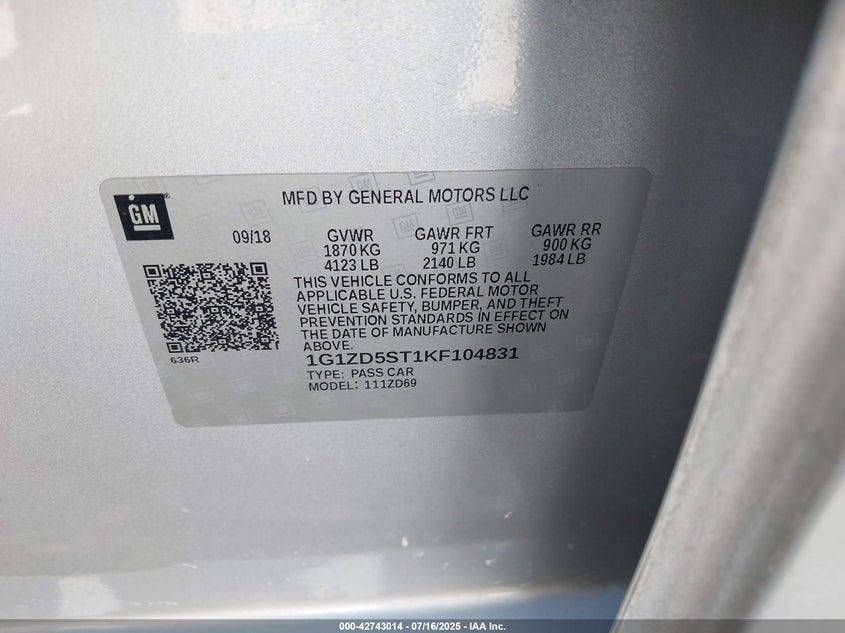 GM
MFD BY GENERAL MOTORS LLC
09/18 GVWR GAWR FRT GAWR RR
1870 KG 971 KG 900 KG
4123 LB 2140 LB 1984 LB
THIS VEHICLE CONFORMS TO ALL
APPLICABLE U.S. FEDERAL MOTOR
VEHICLE SAFETY, BUMPER, AND THEFT
PREVENTION STANDARDS IN EFFECT ON
THE DATE OF MANUFACTURE SHOWN
ABOVE.
636R
1G1ZD5ST1KF104831
TYPE: PASS CAR
MODEL: 111ZD69
000-42743014 - 07/16/2025 - IAA Inc.